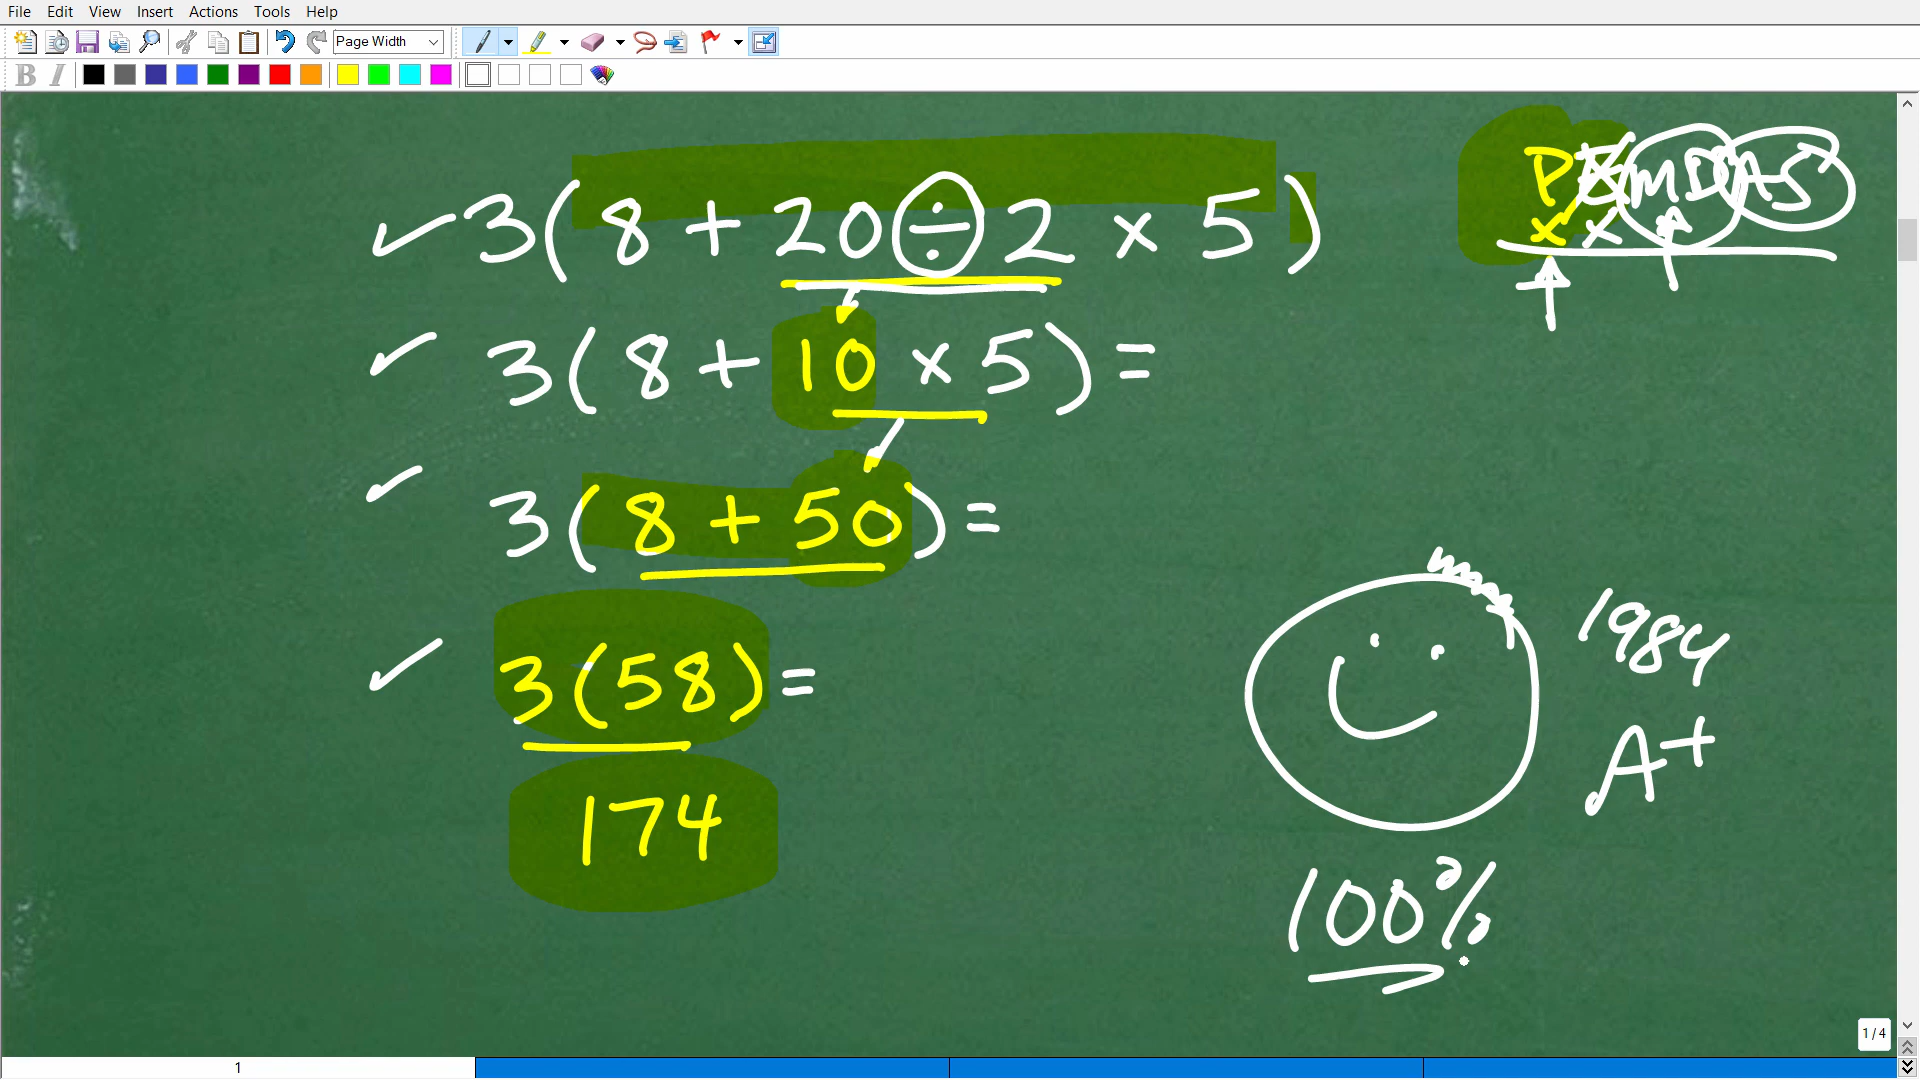 File Edit View Insert Actions Tools Help
Page Width
B I
3(8 + 20 ÷ 2 × 5)
PEMDAS
× ×
3(8 + 10 × 5) =
3(8 + 50) =
3(58) =
174
1984
A+
100%
1 / 4
1